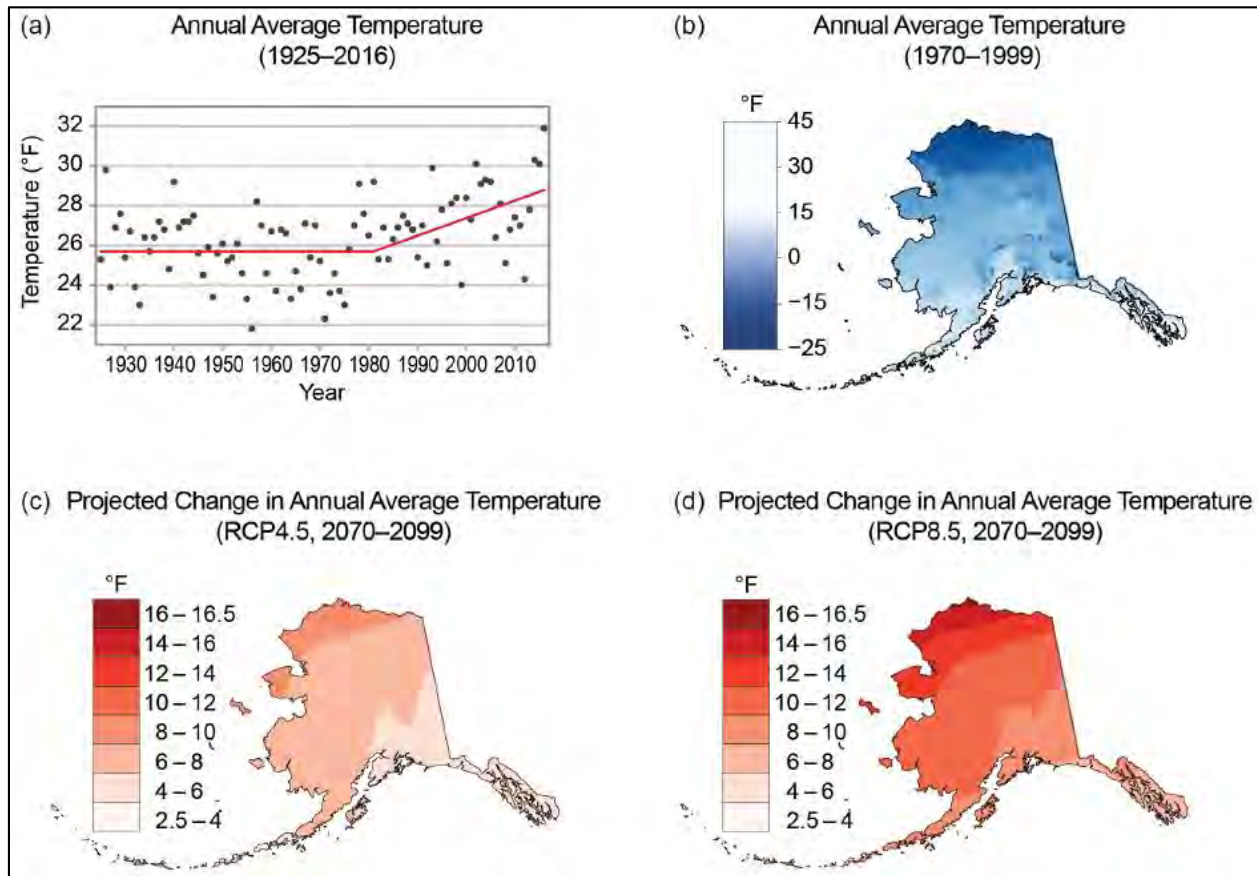 (a) Annual Average Temperature
(1925–2016)
Temperature (°F)
32
30
28
26
24
22
1930 1940 1950 1960 1970 1980 1990 2000 2010
Year
(b) Annual Average Temperature
(1970–1999)
°F
45
30
15
0
−15
−25
(c) Projected Change in Annual Average Temperature
(RCP4.5, 2070–2099)
°F
16 – 16.5
14 – 16
12 – 14
10 – 12
8 – 10
6 – 8
4 – 6
2.5 – 4
(d) Projected Change in Annual Average Temperature
(RCP8.5, 2070–2099)
°F
16 – 16.5
14 – 16
12 – 14
10 – 12
8 – 10
6 – 8
4 – 6
2.5 – 4